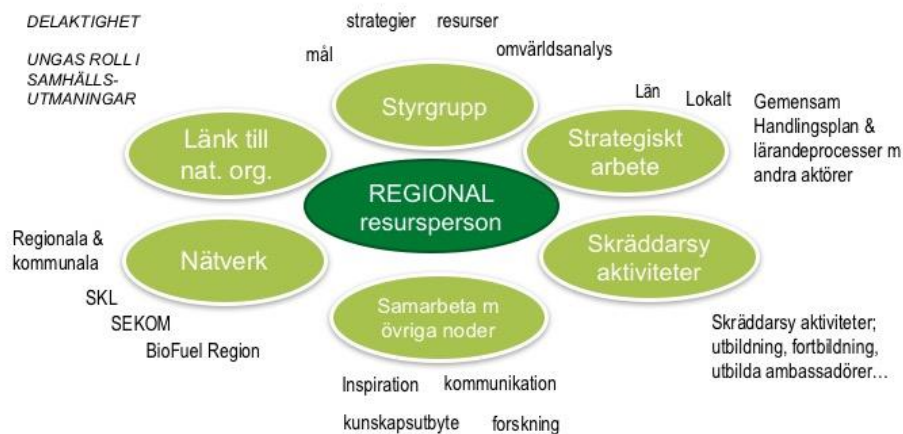 DELAKTIGHET
UNGAS ROLL I
SAMHÄLLS-
UTMANINGAR
strategier resurser
mål
omvärldsanalys
Styrgrupp
Län
Lokalt
Gemensam
Handlingsplan &
lärandeprocesser m
andra aktörer
Länk till
nat. org.
Strategiskt
arbete
REGIONAL
resursperson
Regionala &
kommunala
Nätverk
Skräddarsy
aktiviteter
SKL
SEKOM
BioFuel Region
Samarbeta m
övriga noder
Skräddarsy aktiviteter;
utbildning, fortbildning,
utbilda ambassadörer…
Inspiration kommunikation
kunskapsutbyte forskning